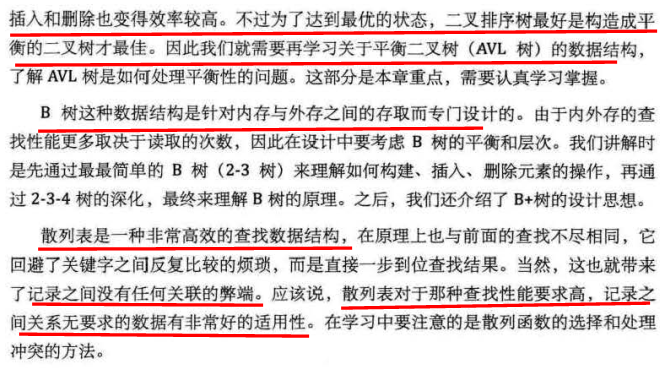 插入和删除也变得效率较高。不过为了达到最优的状态，二叉排序树最好是构造成平
衡的二叉树才最佳。因此我们就需要再学习关于平衡二叉树（AVL 树）的数据结构，
了解 AVL 树是如何处理平衡性的问题。这部分是本章重点，需要认真学习掌握。
B 树这种数据结构是针对内存与外存之间的存取而专门设计的。由于内外存的查
找性能更多取决于读取的次数，因此在设计中要考虑 B 树的平衡和层次。我们讲解时
是先通过最最简单的 B 树（2-3 树）来理解如何构建、插入、删除元素的操作，再通
过 2-3-4 树的深化，最终来理解 B 树的原理。之后，我们还介绍了 B+树的设计思想。
散列表是一种非常高效的查找数据结构，在原理上也与前面的查找不尽相同，它
回避了关键字之间反复比较的烦琐，而是直接一步到位查找结果。当然，这也就带来
了记录之间没有任何关联的弊端。应该说，散列表对于那种查找性能要求高，记录之
间关系无要求的数据有非常好的适用性。在学习中要注意的是散列函数的选择和处理
冲突的方法。